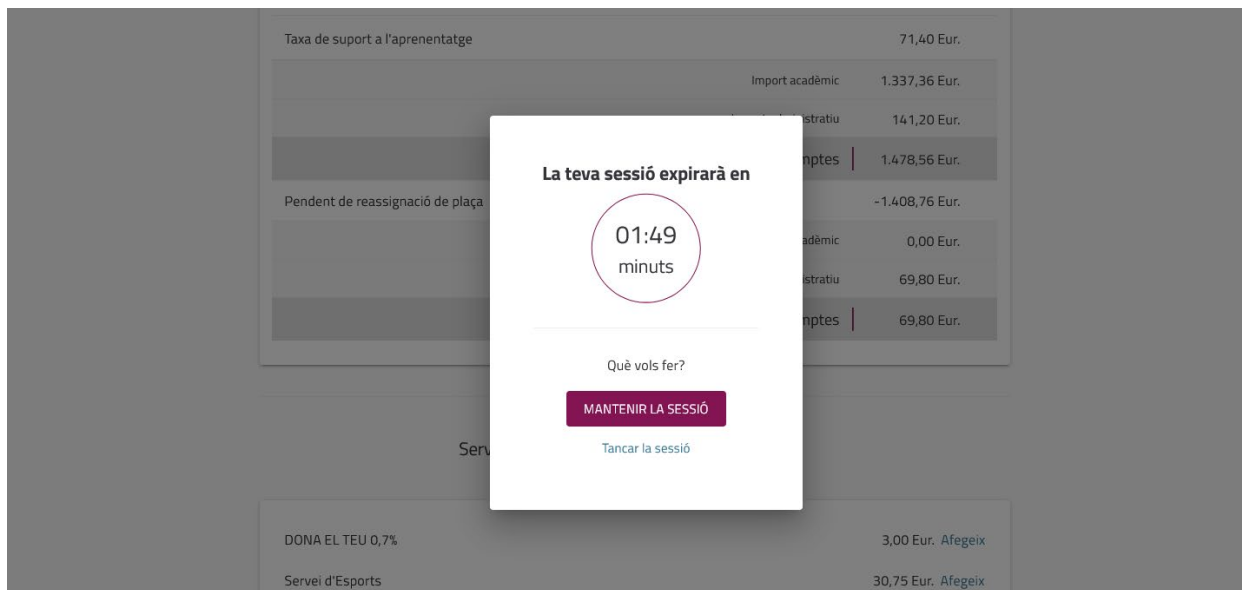 Taxa de suport a l'aprenentatge 71,40 Eur.
Import acadèmic 1.337,36 Eur.
141,20 Eur.
1.478,56 Eur.
La teva sessió expirarà en
Pendent de reassignació de plaça -1.408,76 Eur.
01:49
minuts
0,00 Eur.
69,80 Eur.
69,80 Eur.
Què vols fer?
MANTENIR LA SESSIÓ
Tancar la sessió
DONA EL TEU 0,7% 3,00 Eur. Afegeix
Servei d'Esports 30,75 Eur. Afegeix